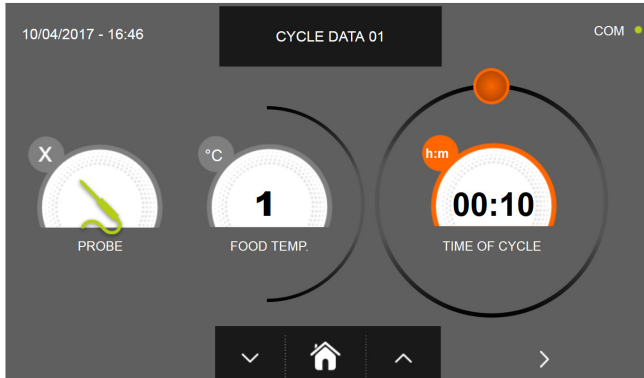 10/04/2017 - 16:46
CYCLE DATA 01
COM
X
°C
h:m
1
00:10
PROBE
FOOD TEMP.
TIME OF CYCLE